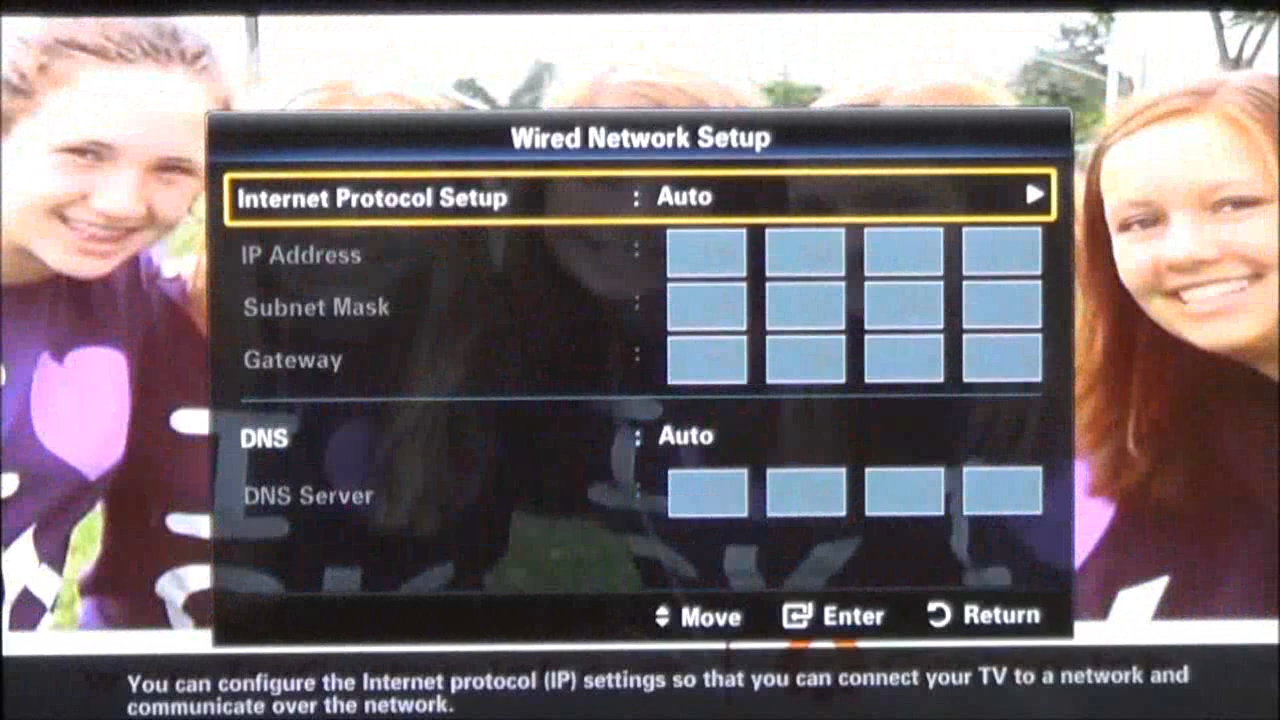 Wired Network Setup
Internet Protocol Setup : Auto
IP Address :
Subnet Mask :
Gateway :
DNS : Auto
DNS Server :
Move Enter Return
You can configure the Internet protocol (IP) settings so that you can connect your TV to a network and
communicate over the network.